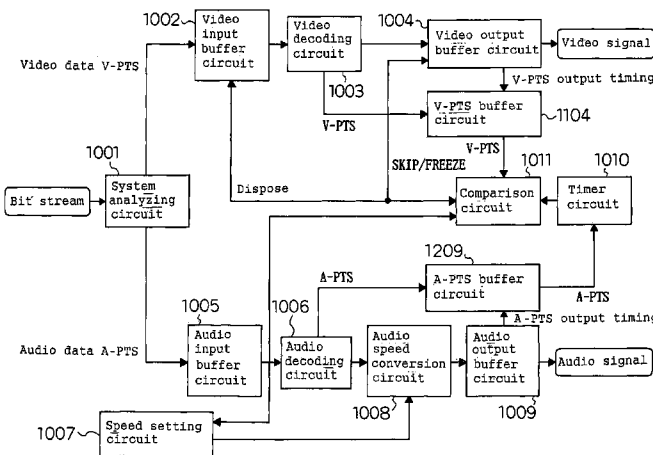 1002
Video
input
buffer
circuit
Video
decoding
circuit
1003
1004
Video output
buffer circuit
Video signal
Video data V-PTS
V-PTS output timing
V-PTS
V-PTS buffer
circuit
1104
V-PTS
SKIP/FREEZE
1001
System
analyzing
circuit
Bit stream
Dispose
1011
Comparison
circuit
1010
Timer
circuit
1209
A-PTS buffer
circuit
A-PTS
A-PTS
A-PTS output timing
Audio data A-PTS
1005
Audio
input
buffer
circuit
1006
Audio
decoding
circuit
Audio
speed
conversion
circuit
1008
Audio
output
buffer
circuit
1009
Audio signal
1007
Speed setting
circuit